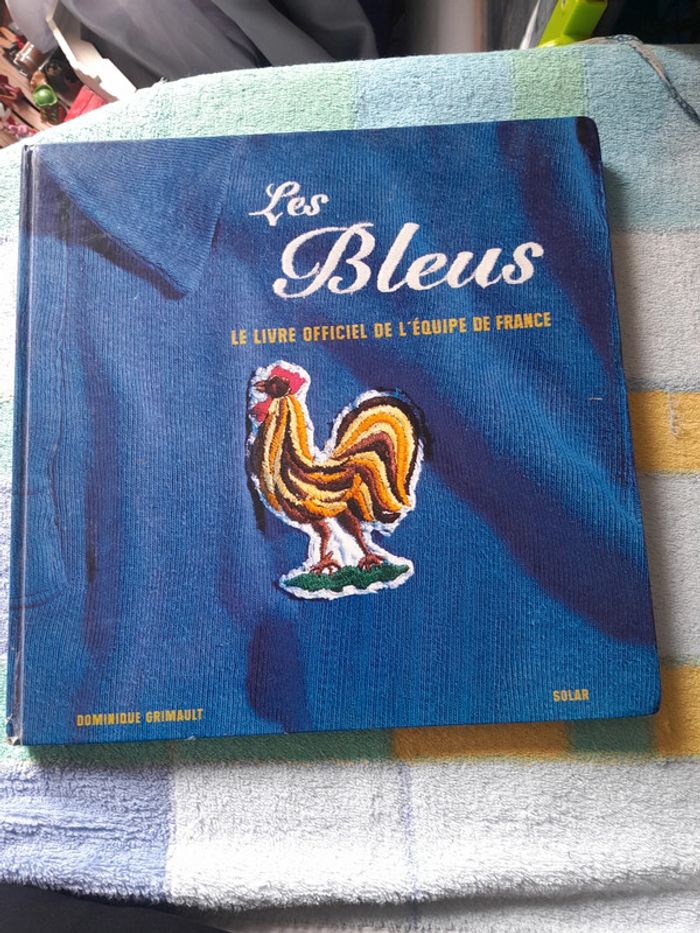 Les
Bleus
LE LIVRE OFFICIEL DE L'ÉQUIPE DE FRANCE
DOMINIQUE GRIMAULT
SOLAR